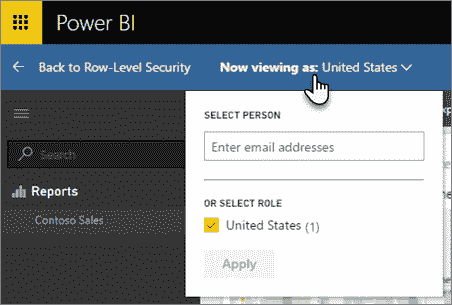 Power BI
Back to Row-Level Security
Now viewing as: United States
SELECT PERSON
Enter email addresses
OR SELECT ROLE
United States (1)
Apply
Search
Reports
Contoso Sales